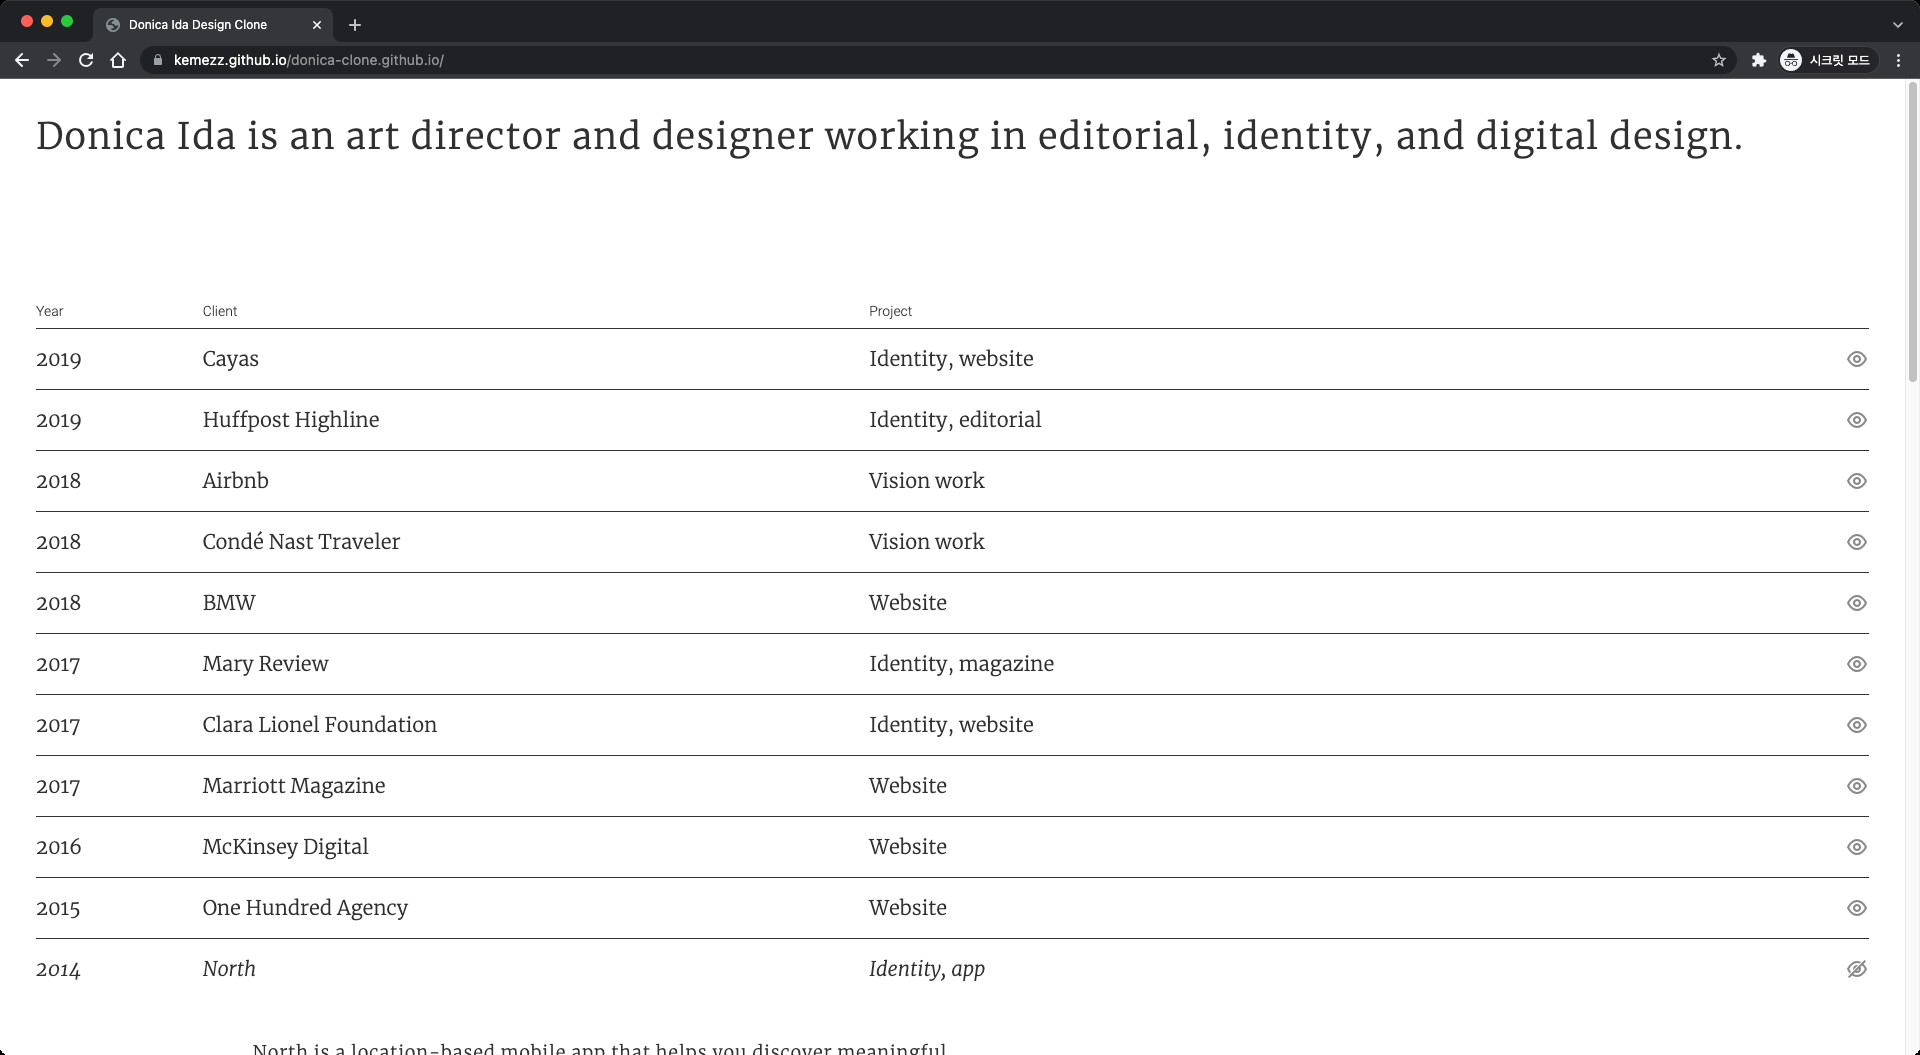 Donica Ida Design Clone
kemezz.github.io/donica-clone.github.io/
시크릿 모드
Donica Ida is an art director and designer working in editorial, identity, and digital design.
Year Client Project
2019 Cayas Identity, website
2019 Huffpost Highline Identity, editorial
2018 Airbnb Vision work
2018 Condé Nast Traveler Vision work
2018 BMW Website
2017 Mary Review Identity, magazine
2017 Clara Lionel Foundation Identity, website
2017 Marriott Magazine Website
2016 McKinsey Digital Website
2015 One Hundred Agency Website
2014 North Identity, app
North is a location-based mobile app that helps you discover meaningful